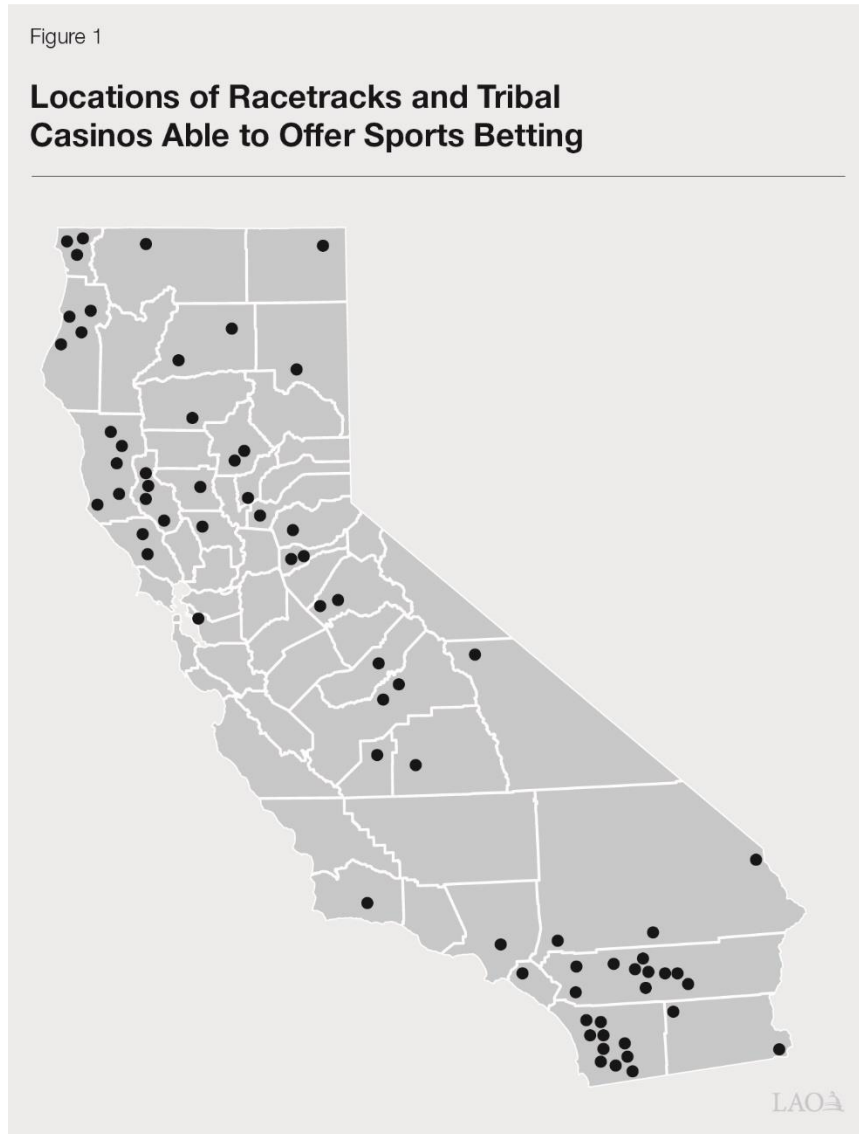 Figure 1
Locations of Racetracks and Tribal
Casinos Able to Offer Sports Betting
LAO